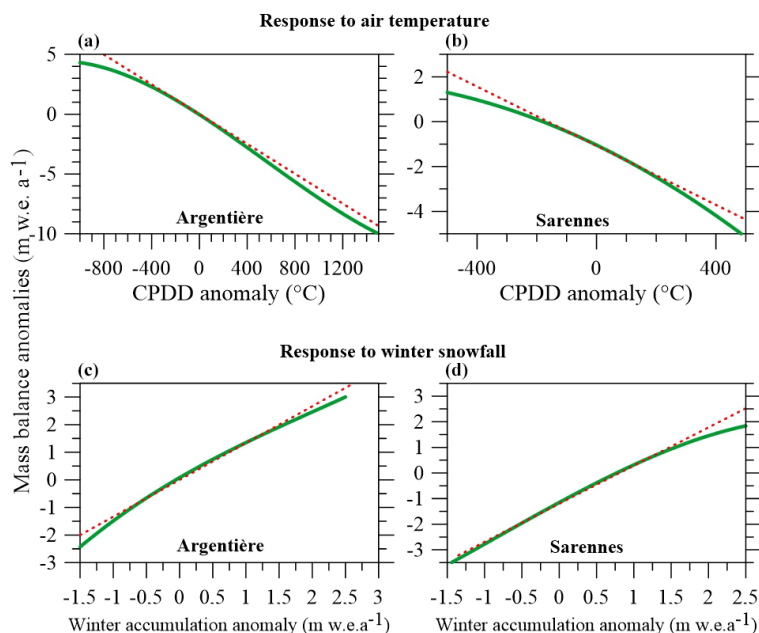 Response to air temperature
(a)
(b)
5
0
-5
-10
2
0
-2
-4
Argentière
Sarennes
-800 -400 0 400 800 1200
-400 0 400
CPDD anomaly (°C)
CPDD anomaly (°C)
Mass balance anomalies (m w.e. a-1)
Response to winter snowfall
(c)
(d)
3
2
1
0
-1
-2
-3
3
2
1
0
-1
-2
-3
Argentière
Sarennes
-1.5 -1 -0.5 0 0.5 1 1.5 2 2.5 3
-1.5 -1 -0.5 0 0.5 1 1.5 2 2.5
Winter accumulation anomaly (m w.e.a-1)
Winter accumulation anomaly (m w.e.a-1)